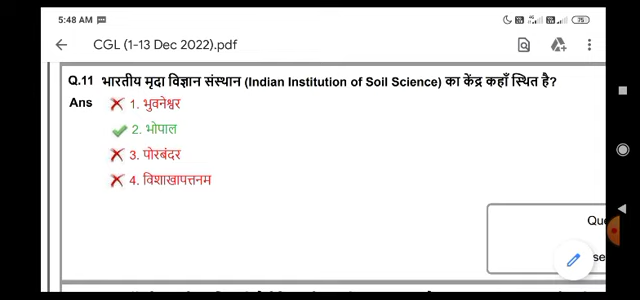 5:48 AM
75
CGL (1-13 Dec 2022).pdf
Q.11 भारतीय मृदा विज्ञान संस्थान (Indian Institution of Soil Science) का केंद्र कहाँ स्थित है?
Ans 1. भुवनेश्वर
2. भोपाल
3. पोरबंदर
4. विशाखापत्तनम
Que
se